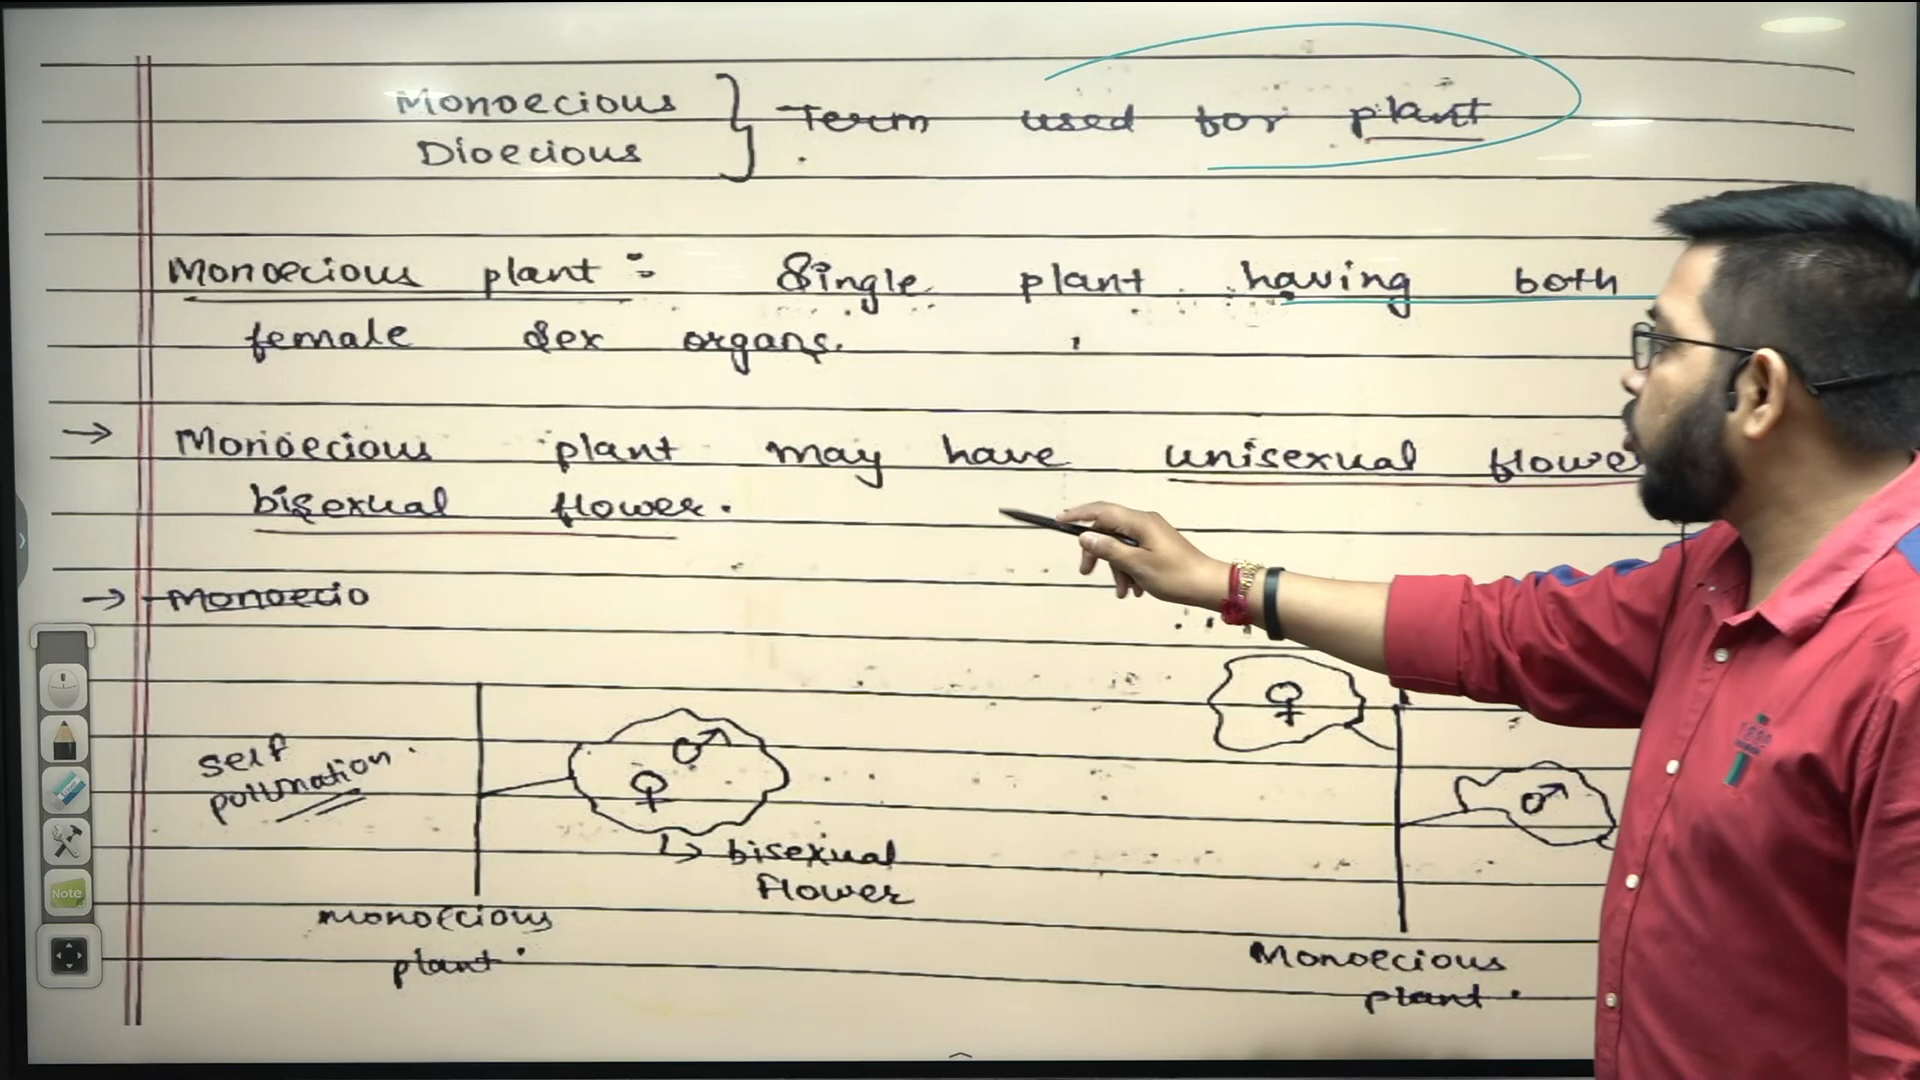 Monoecious
Dioecious
Term used for plant
Monoecious plant :- Single plant having both
female sex organs.
→ Monoecious plant may have unisexual flowe
bisexual flower.
→ Monoecio
self
♀ ♂
♀
♂
bisexual
Flower
monoecious
plant.
Monoecious
plant.
Note